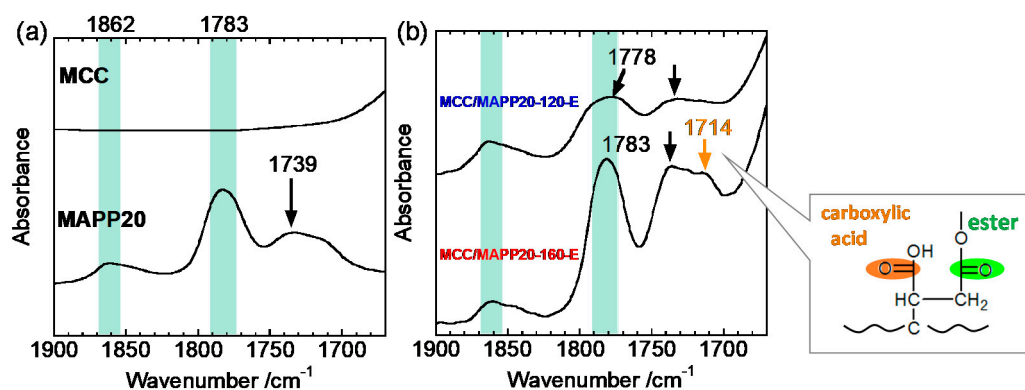 (a)
1862
1783
MCC
1739
MAPP20
Absorbance
1900
1850
1800
1750
1700
Wavenumber /cm⁻¹
(b)
1778
MCC/MAPP20-120-E
1714
1783
MCC/MAPP20-160-E
Absorbance
1900
1850
1800
1750
1700
Wavenumber /cm⁻¹
carboxylic
acid
ester
O
OH
O
O
HC
CH₂
C